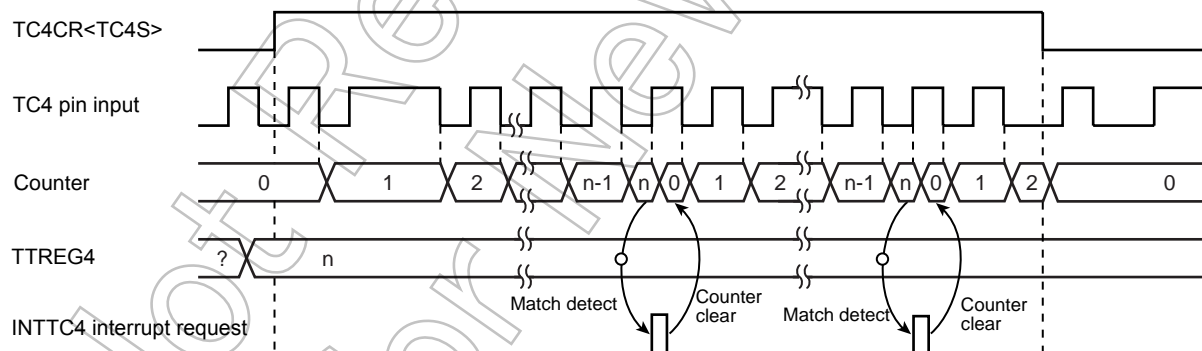 TC4CR<TC4S>
TC4 pin input
Counter 0 1 2 n-1 n 0 1 2 n-1 n 0 1 2 0
TTREG4 ? n
Match detect Counter clear Match detect Counter clear
INTTC4 interrupt request